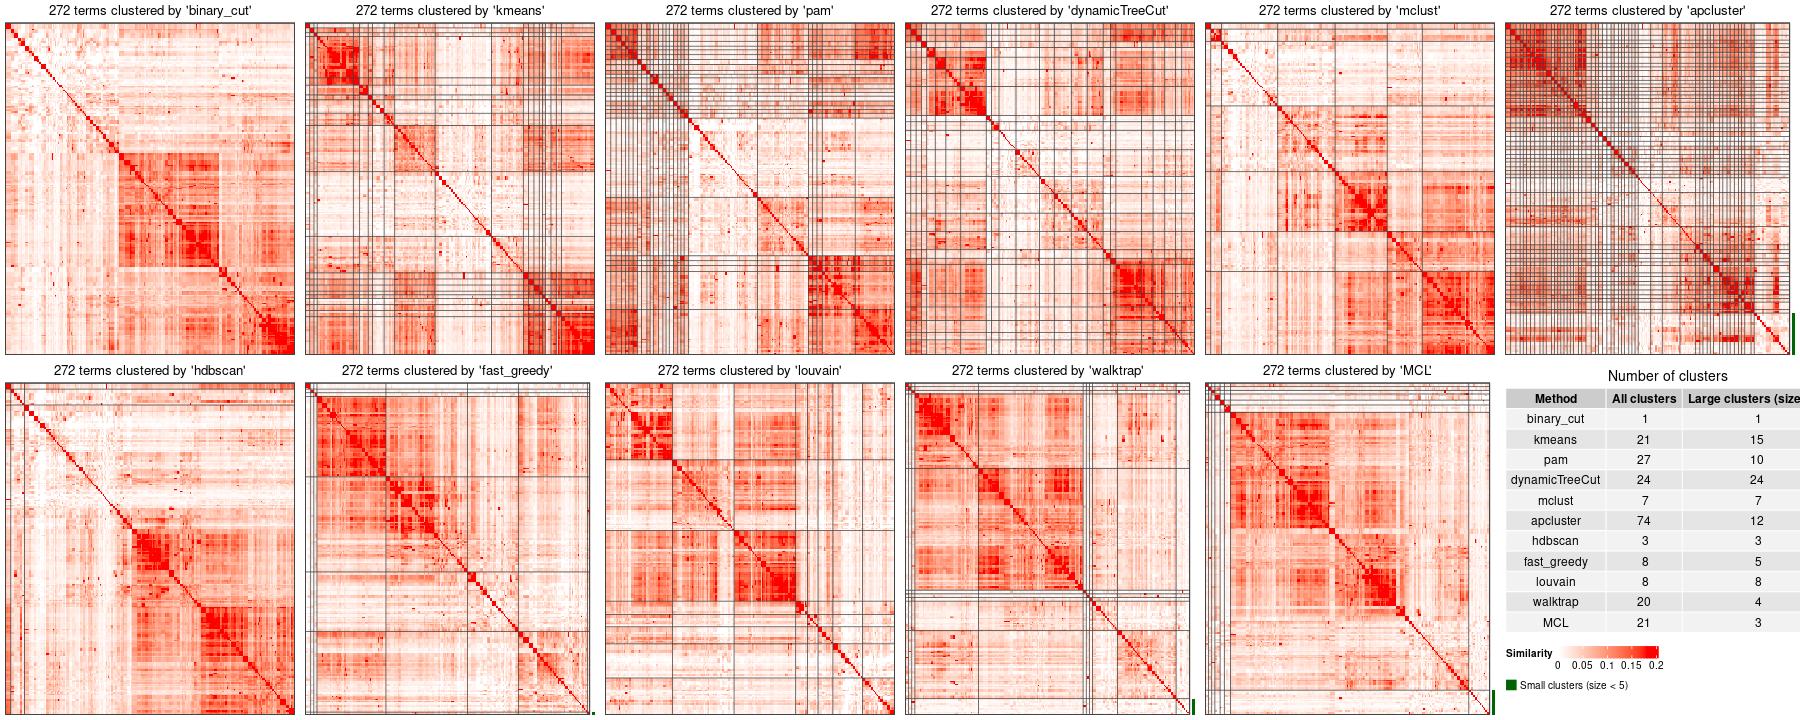 272 terms clustered by 'binary_cut'
272 terms clustered by 'kmeans'
272 terms clustered by 'pam'
272 terms clustered by 'dynamicTreeCut'
272 terms clustered by 'mclust'
272 terms clustered by 'apcluster'
272 terms clustered by 'hdbscan'
272 terms clustered by 'fast_greedy'
272 terms clustered by 'louvain'
272 terms clustered by 'walktrap'
272 terms clustered by 'MCL'
Number of clusters
Method All clusters Large clusters (size
binary_cut 1 1
kmeans 21 15
pam 27 10
dynamicTreeCut 24 24
mclust 7 7
apcluster 74 12
hdbscan 3 3
fast_greedy 8 5
louvain 8 8
walktrap 20 4
MCL 21 3
Similarity
0 0.05 0.1 0.15 0.2
Small clusters (size < 5)